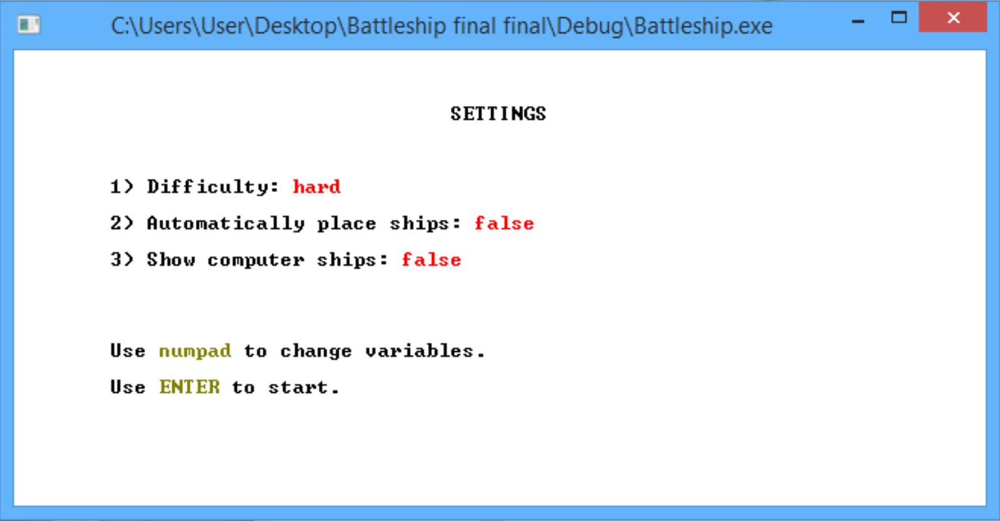 C:\Users\User\Desktop\Battleship final final\Debug\Battleship.exe
SETTINGS
1) Difficulty: hard
2) Automatically place ships: false
3) Show computer ships: false
Use numpad to change variables.
Use ENTER to start.